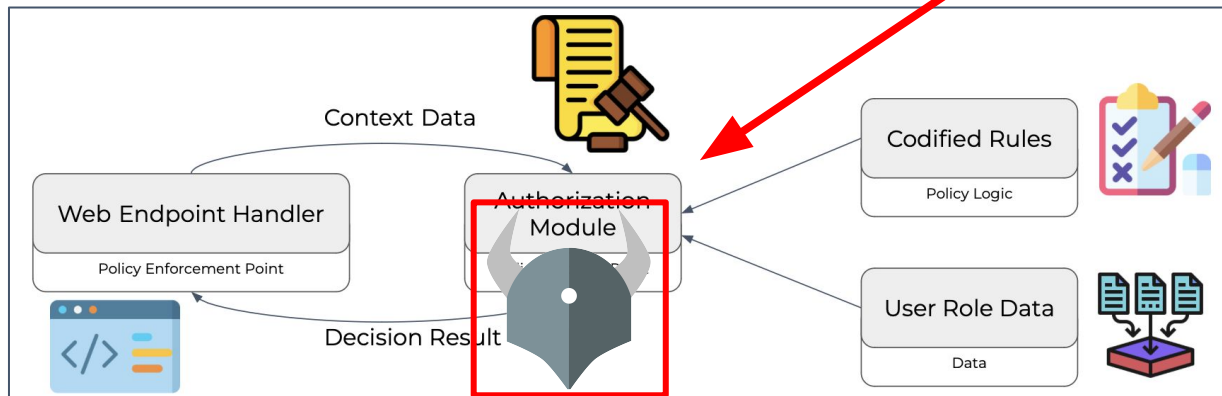 Context Data
Web Endpoint Handler
Policy Enforcement Point
Authorization
Module
Decision Result
Codified Rules
Policy Logic
User Role Data
Data